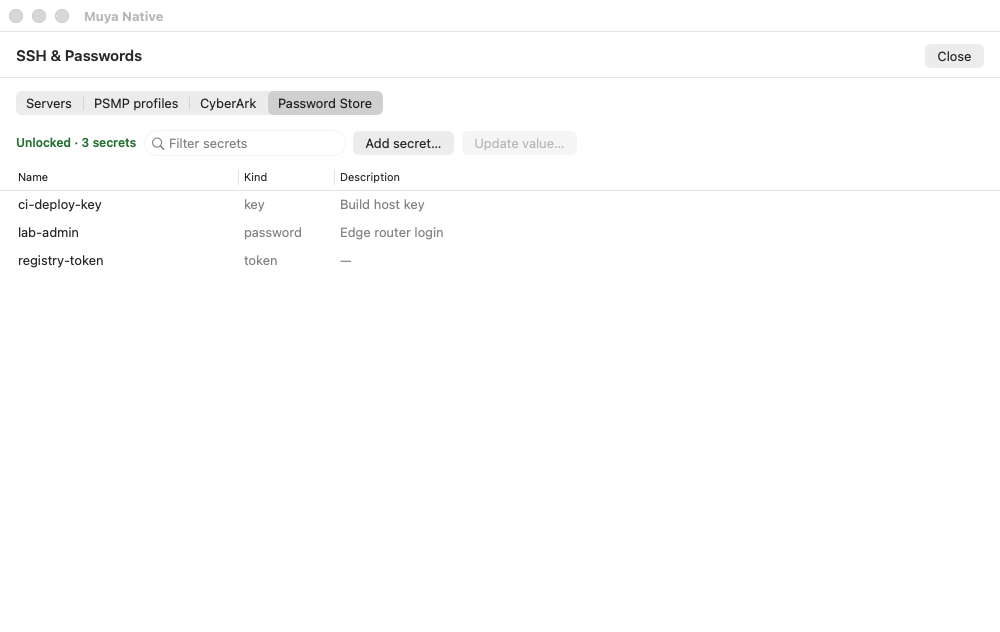 Muya Native
SSH & Passwords
Close
Servers PSMP profiles CyberArk Password Store
Unlocked · 3 secrets Filter secrets Add secret... Update value...
Name Kind Description
ci-deploy-key key Build host key
lab-admin password Edge router login
registry-token token —